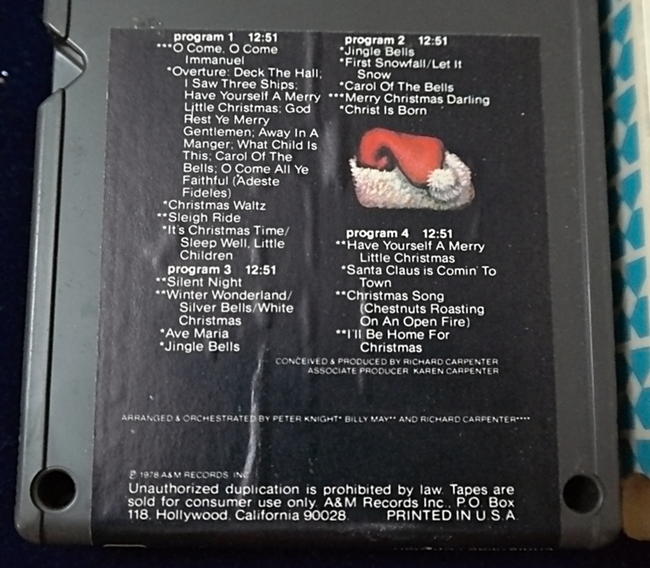 program 1 12:51
***O Come, O Come
Immanuel
*Overture: Deck The Hall;
I Saw Three Ships;
Have Yourself A Merry
Little Christmas; God
Rest Ye Merry
Gentlemen; Away In A
Manger; What Child Is
This; Carol Of The
Bells; O Come All Ye
Faithful (Adeste
Fideles)
*Christmas Waltz
**Sleigh Ride
*It's Christmas Time/
Sleep Well, Little
Children
program 3 12:51
**Silent Night
**Winter Wonderland/
Silver Bells/White
Christmas
*Ave Maria
*Jingle Bells
program 2 12:51
*Jingle Bells
*First Snowfall/Let It
Snow
*Carol Of The Bells
***Merry Christmas Darling
*Christ Is Born
program 4 12:51
**Have Yourself A Merry
Little Christmas
*Santa Claus is Comin' To
Town
**Christmas Song
(Chestnuts Roasting
On An Open Fire)
**I'll Be Home For
Christmas
CONCEIVED & PRODUCED BY RICHARD CARPENTER
ASSOCIATE PRODUCER KAREN CARPENTER
ARRANGED & ORCHESTRATED BY PETER KNIGHT* BILLY MAY** AND RICHARD CARPENTER****
℗ 1978 A&M RECORDS, INC.
Unauthorized duplication is prohibited by law. Tapes are
sold for consumer use only. A&M Records Inc., P.O. Box
118, Hollywood, California 90028. PRINTED IN U.S.A.